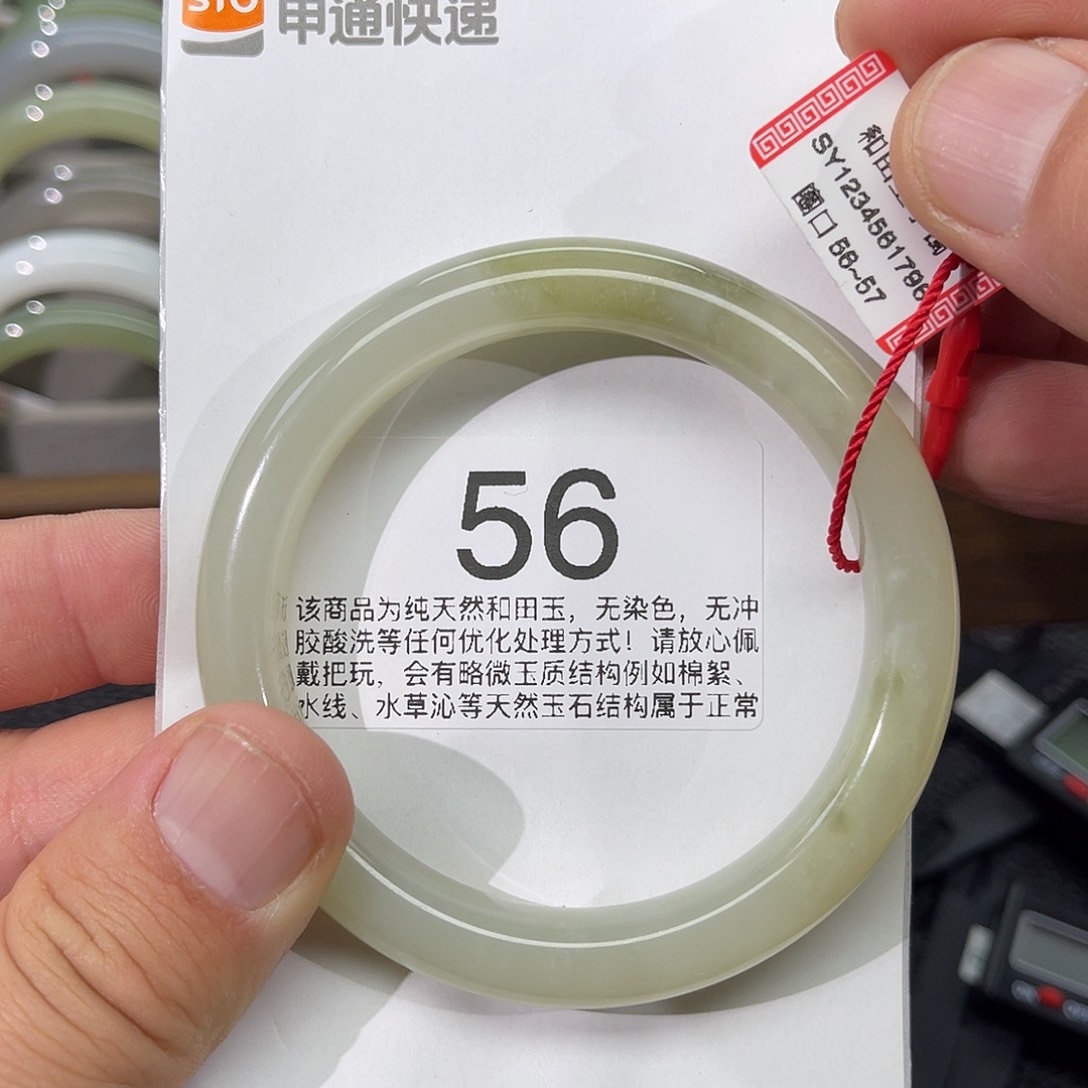 STO
申通快递
和田玉
SY1234561796
圈口 56~57
56
该商品为纯天然和田玉，无染色，无冲
胶酸洗等任何优化处理方式！请放心佩
戴把玩，会有略微玉质结构例如棉絮、
水线、水草沁等天然玉石结构属于正常